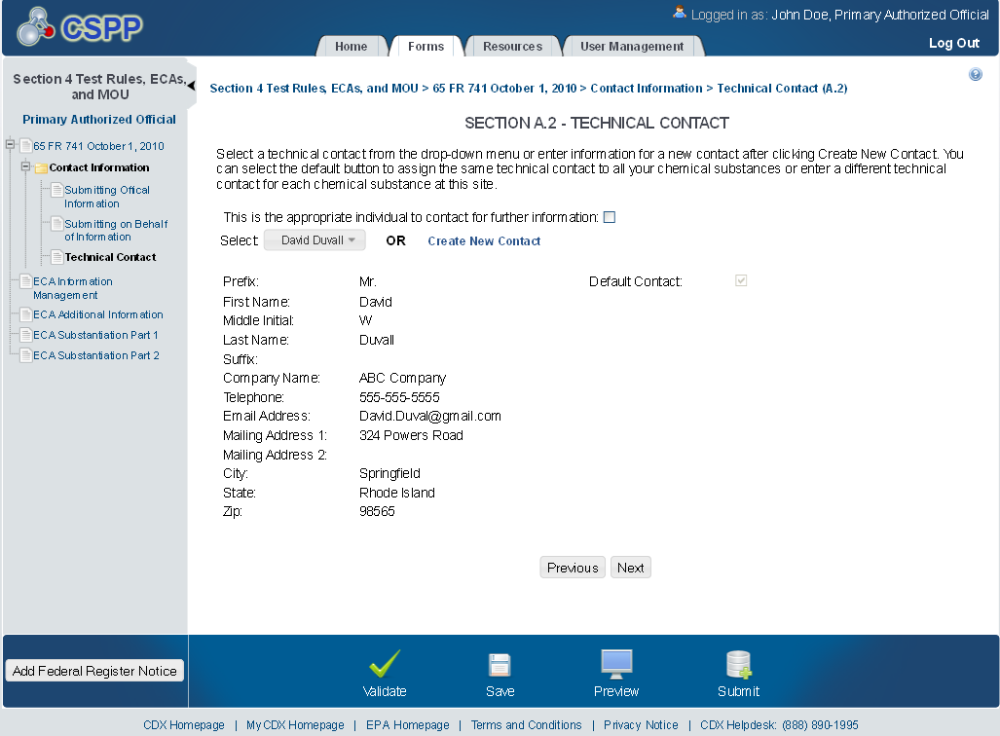 CSPP
Logged in as: John Doe, Primary Authorized Official
Home
Forms
Resources
User Management
Log Out
Section 4 Test Rules, ECAs,
and MOU
Primary Authorized Official
65 FR 741 October 1, 2010
Contact Information
Submitting Offical
Information
Submitting on Behalf
of Information
Technical Contact
ECA Information
Management
ECA Additional Information
ECA Substantiation Part 1
ECA Substantiation Part 2
Section 4 Test Rules, ECAs, and MOU > 65 FR 741 October 1, 2010 > Contact Information > Technical Contact (A.2)
SECTION A.2 - TECHNICAL CONTACT
Select a technical contact from the drop-down menu or enter information for a new contact after clicking Create New Contact. You
can select the default button to assign the same technical contact to all your chemical substances or enter a different technical
contact for each chemical substance at this site.
This is the appropriate individual to contact for further information:
Select: David Duvall OR Create New Contact
Prefix: Mr. Default Contact:
First Name: David
Middle Initial: W
Last Name: Duvall
Suffix:
Company Name: ABC Company
Telephone: 555-555-5555
Email Address: David.Duval@gmail.com
Mailing Address 1: 324 Powers Road
Mailing Address 2:
City: Springfield
State: Rhode Island
Zip: 98565
Previous Next
Add Federal Register Notice
Validate
Save
Preview
Submit
CDX Homepage | My CDX Homepage | EPA Homepage | Terms and Conditions | Privacy Notice | CDX Helpdesk: (888) 890-1995